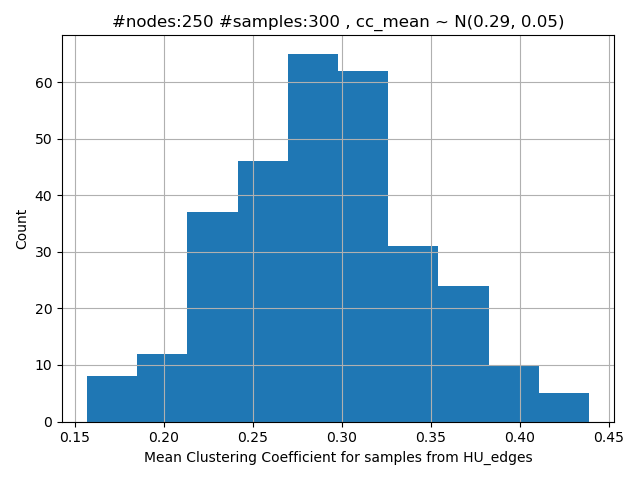 #nodes:250 #samples:300 , cc_mean ~ N(0.29, 0.05)
60
50
40
30
20
10
0
Count
0.15 0.20 0.25 0.30 0.35 0.40 0.45
Mean Clustering Coefficient for samples from HU_edges